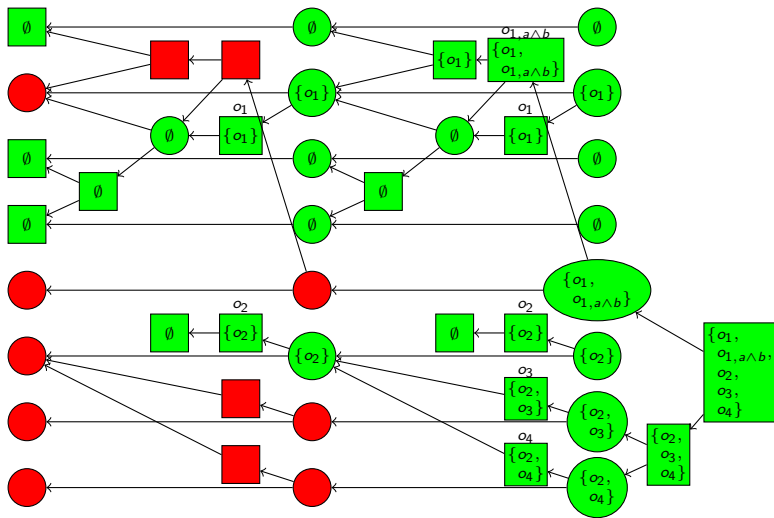 ∅ ∅ ∅
o₁,ₐ∧b
{o₁} {o₁,
o₁,ₐ∧b}
{o₁} {o₁}
o₁ o₁
∅ {o₁} ∅ {o₁}
∅ ∅ ∅
∅ ∅
∅ ∅ ∅
{o₁,
o₁,ₐ∧b}
o₂ o₂
∅ {o₂} ∅ {o₂}
{o₂} {o₂}
{o₁,
o₁,ₐ∧b,
o₂,
o₃,
o₄}
o₃
{o₂,
o₃}
{o₂,
o₃}
o₄
{o₂,
o₄}
{o₂,
o₃,
o₄}
{o₂,
o₄}